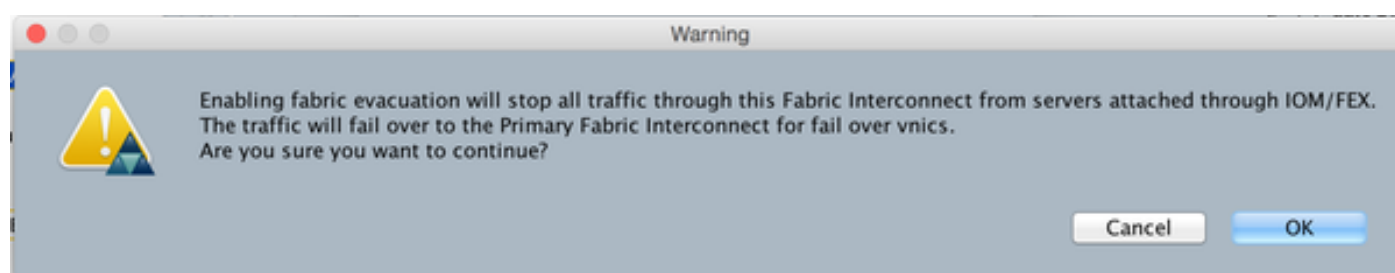 Warning
Enabling fabric evacuation will stop all traffic through this Fabric Interconnect from servers attached through IOM/FEX.
The traffic will fail over to the Primary Fabric Interconnect for fail over vnics.
Are you sure you want to continue?
Cancel
OK